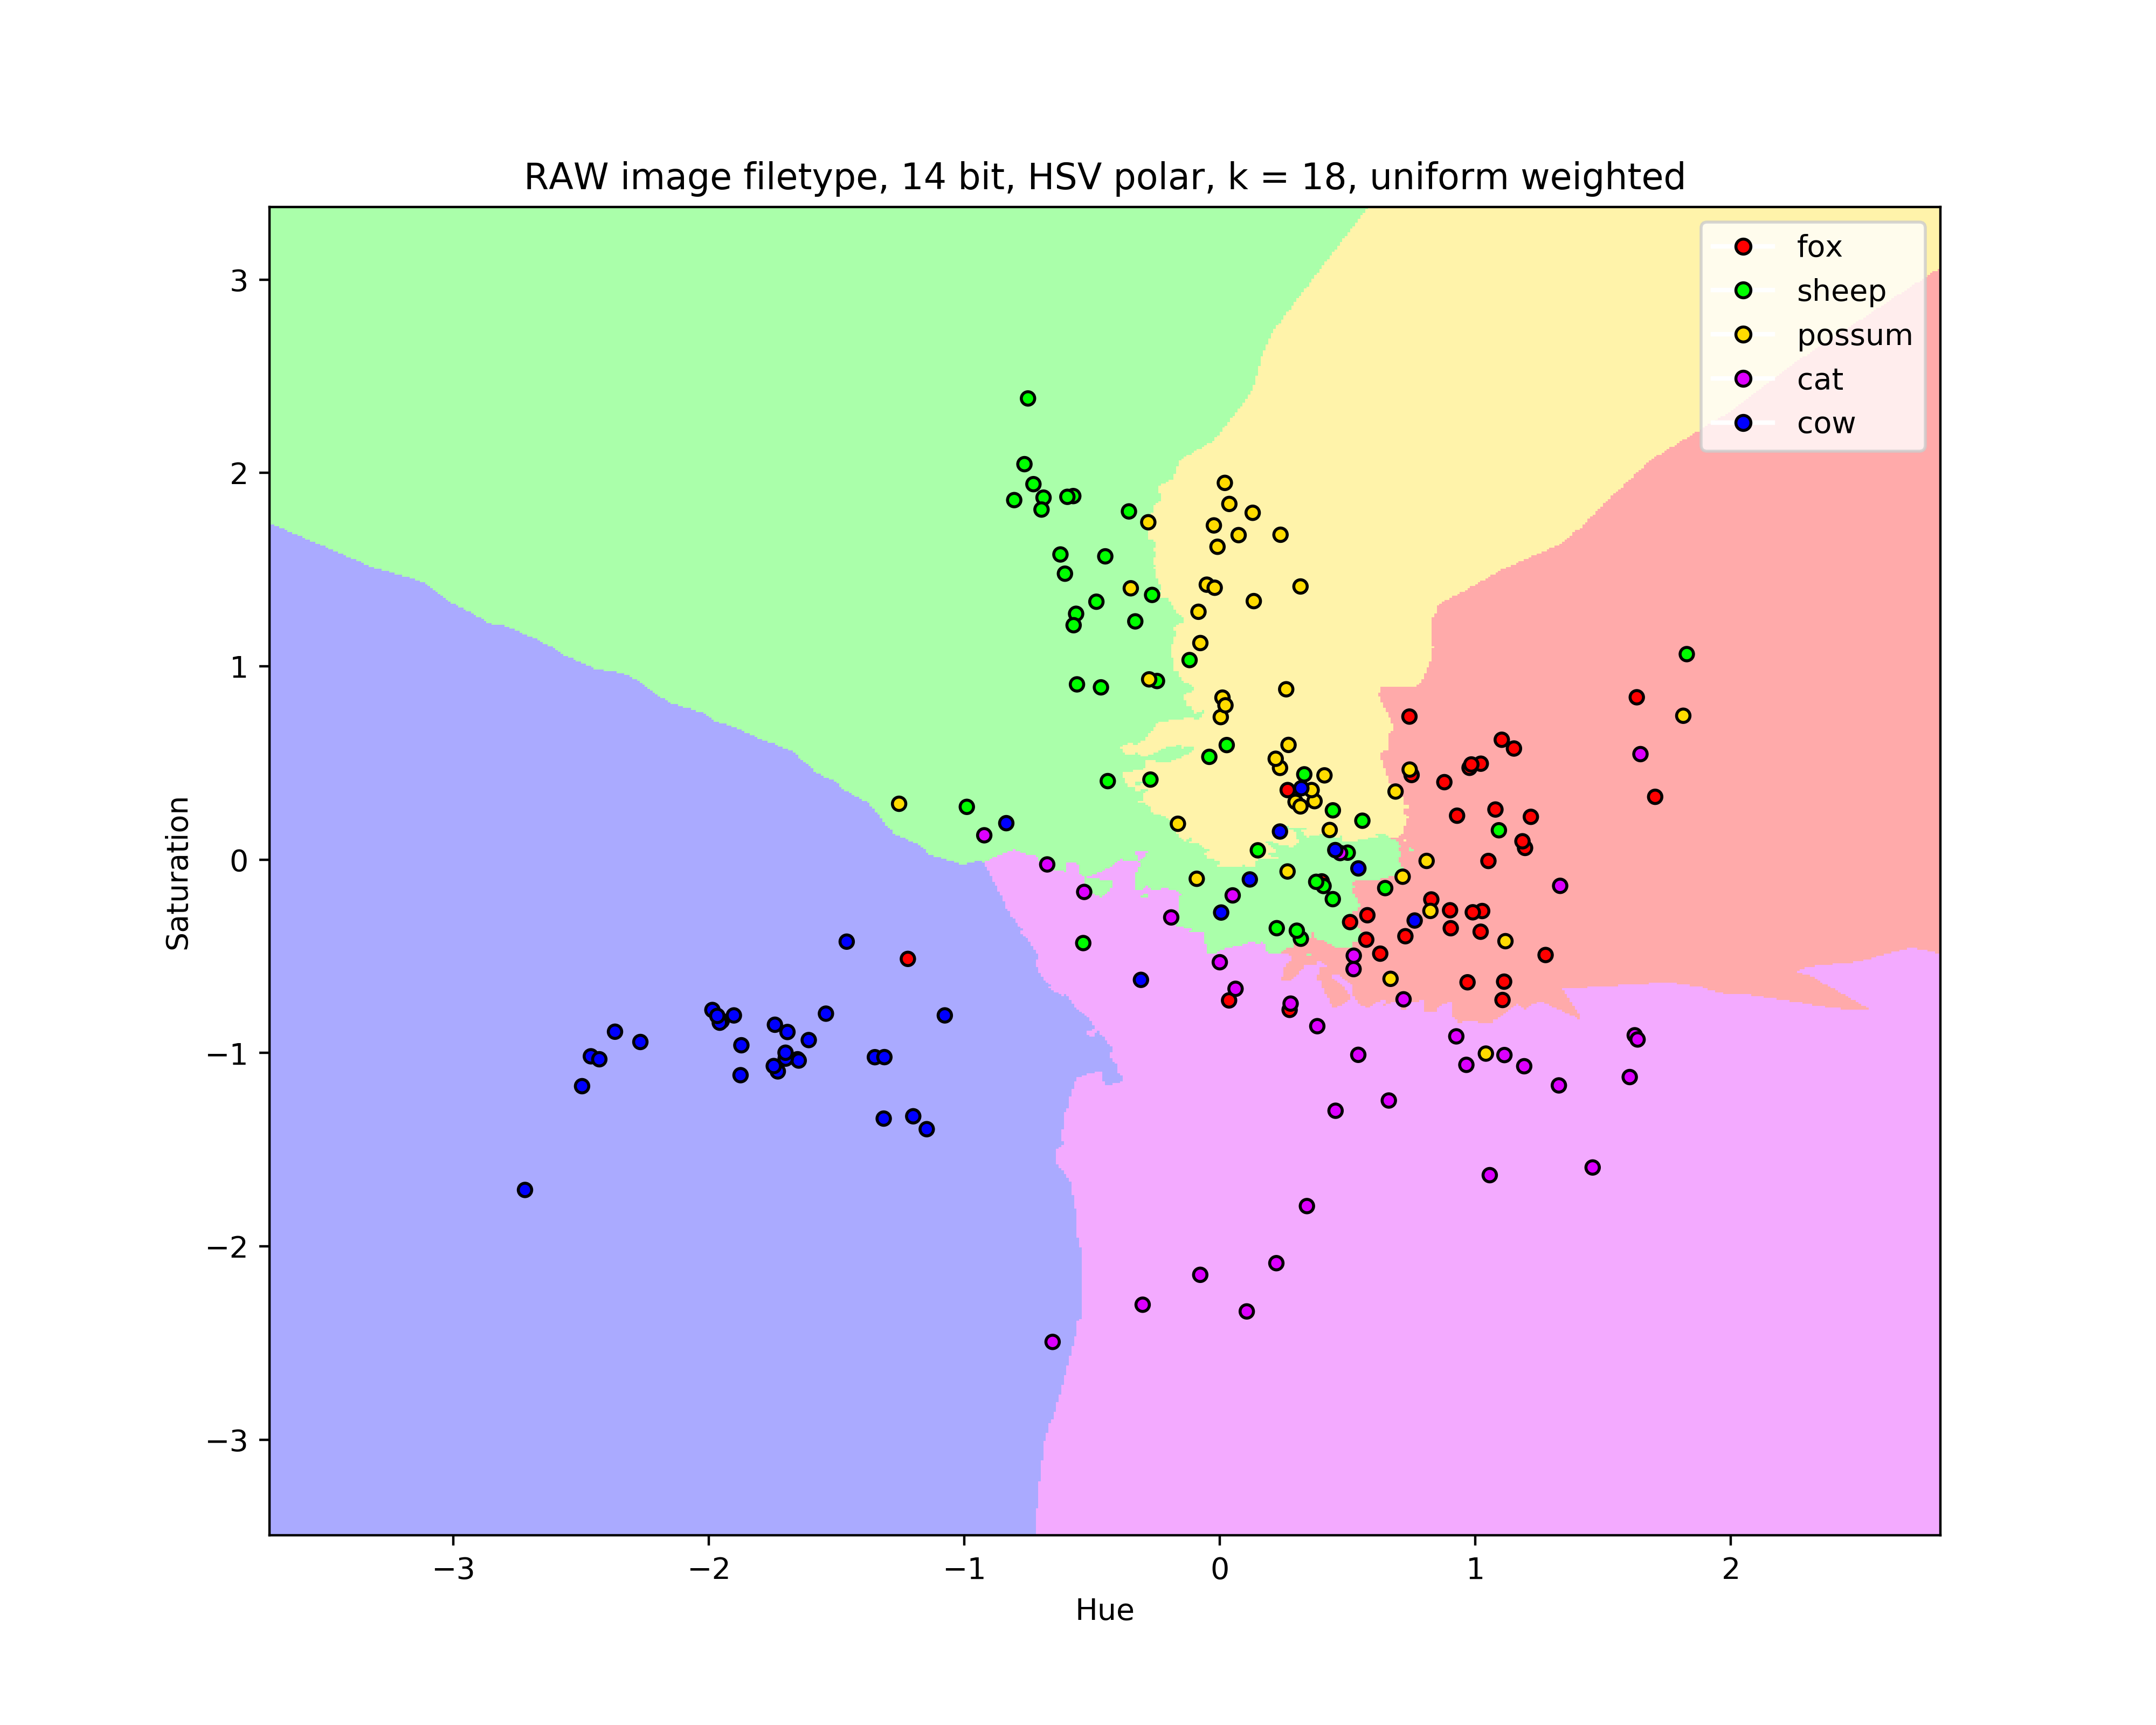 RAW image filetype, 14 bit, HSV polar, k = 18, uniform weighted
fox
sheep
possum
cat
cow
3
2
1
0
−1
−2
−3
Saturation
−3
−2
−1
0
1
2
Hue